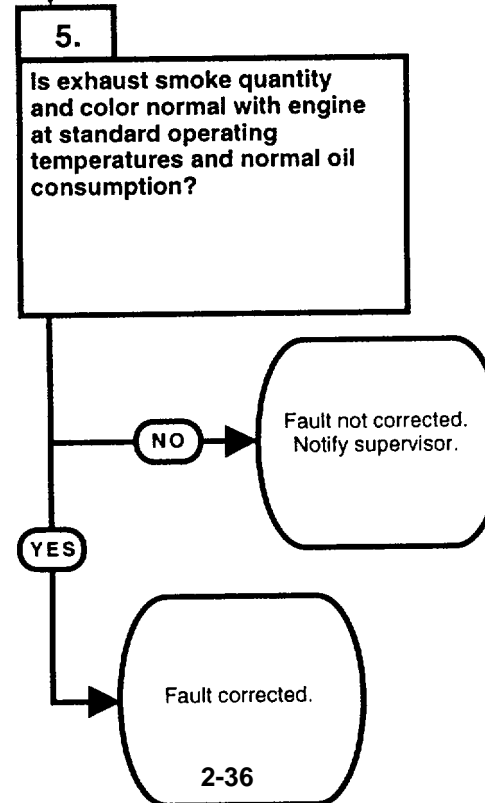 5.
Is exhaust smoke quantity
and color normal with engine
at standard operating
temperatures and normal oil
consumption?
Fault not corrected.
Notify supervisor.
NO
YES
Fault corrected.
2-36